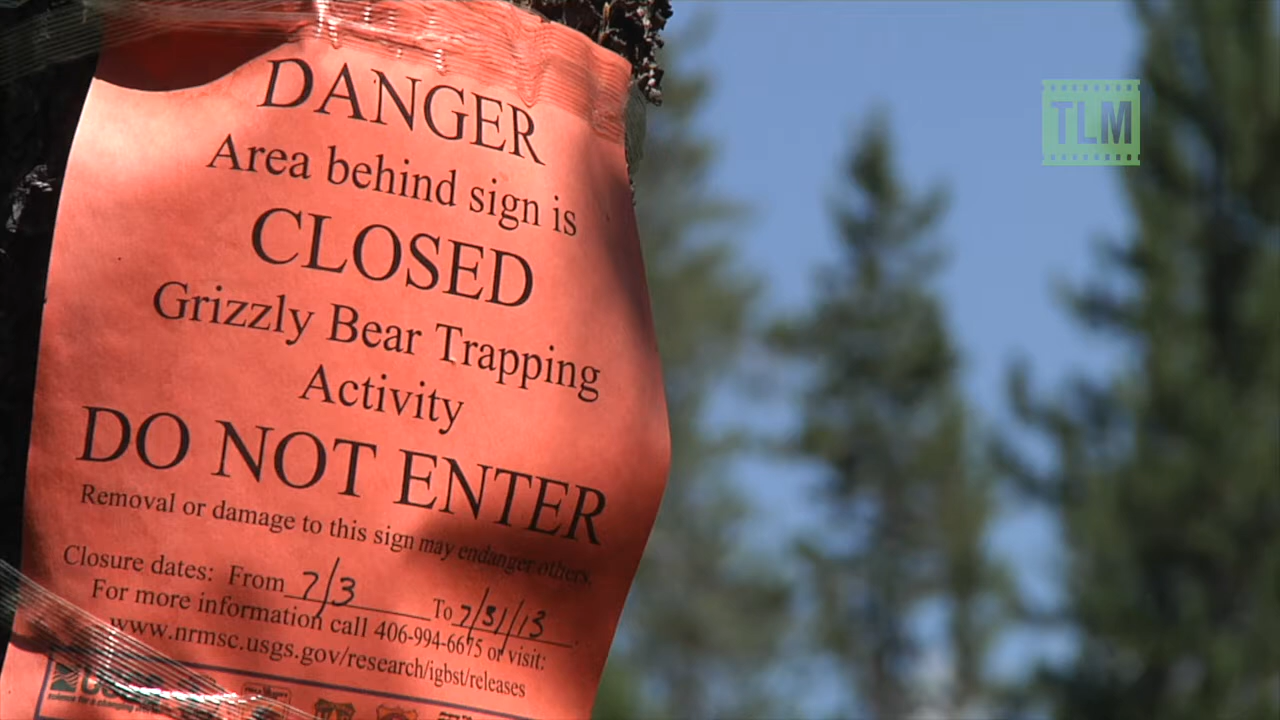 DANGER
Area behind sign is
CLOSED
Grizzly Bear Trapping
Activity
DO NOT ENTER
Removal or damage to this sign may endanger others.
Closure dates: From 7/3 To 7/31/13
For more information call 406-994-6675 or visit:
www.nrmsc.usgs.gov/research/igbst/releases
TLM